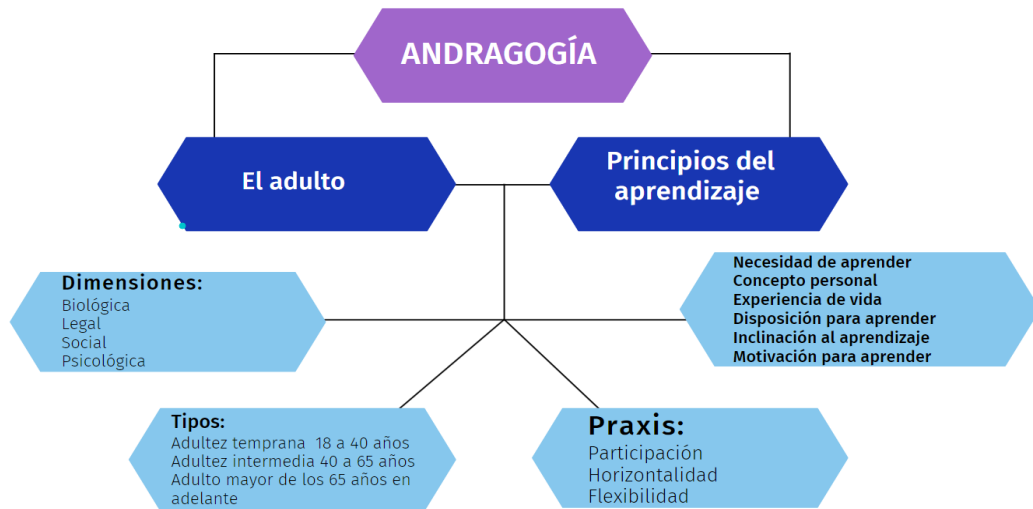 ANDRAGOGÍA
El adulto
Principios del
aprendizaje
Dimensiones:
Biológica
Legal
Social
Psicológica
Necesidad de aprender
Concepto personal
Experiencia de vida
Disposición para aprender
Inclinación al aprendizaje
Motivación para aprender
Tipos:
Adultez temprana 18 a 40 años
Adultez intermedia 40 a 65 años
Adulto mayor de los 65 años en
adelante
Praxis:
Participación
Horizontalidad
Flexibilidad